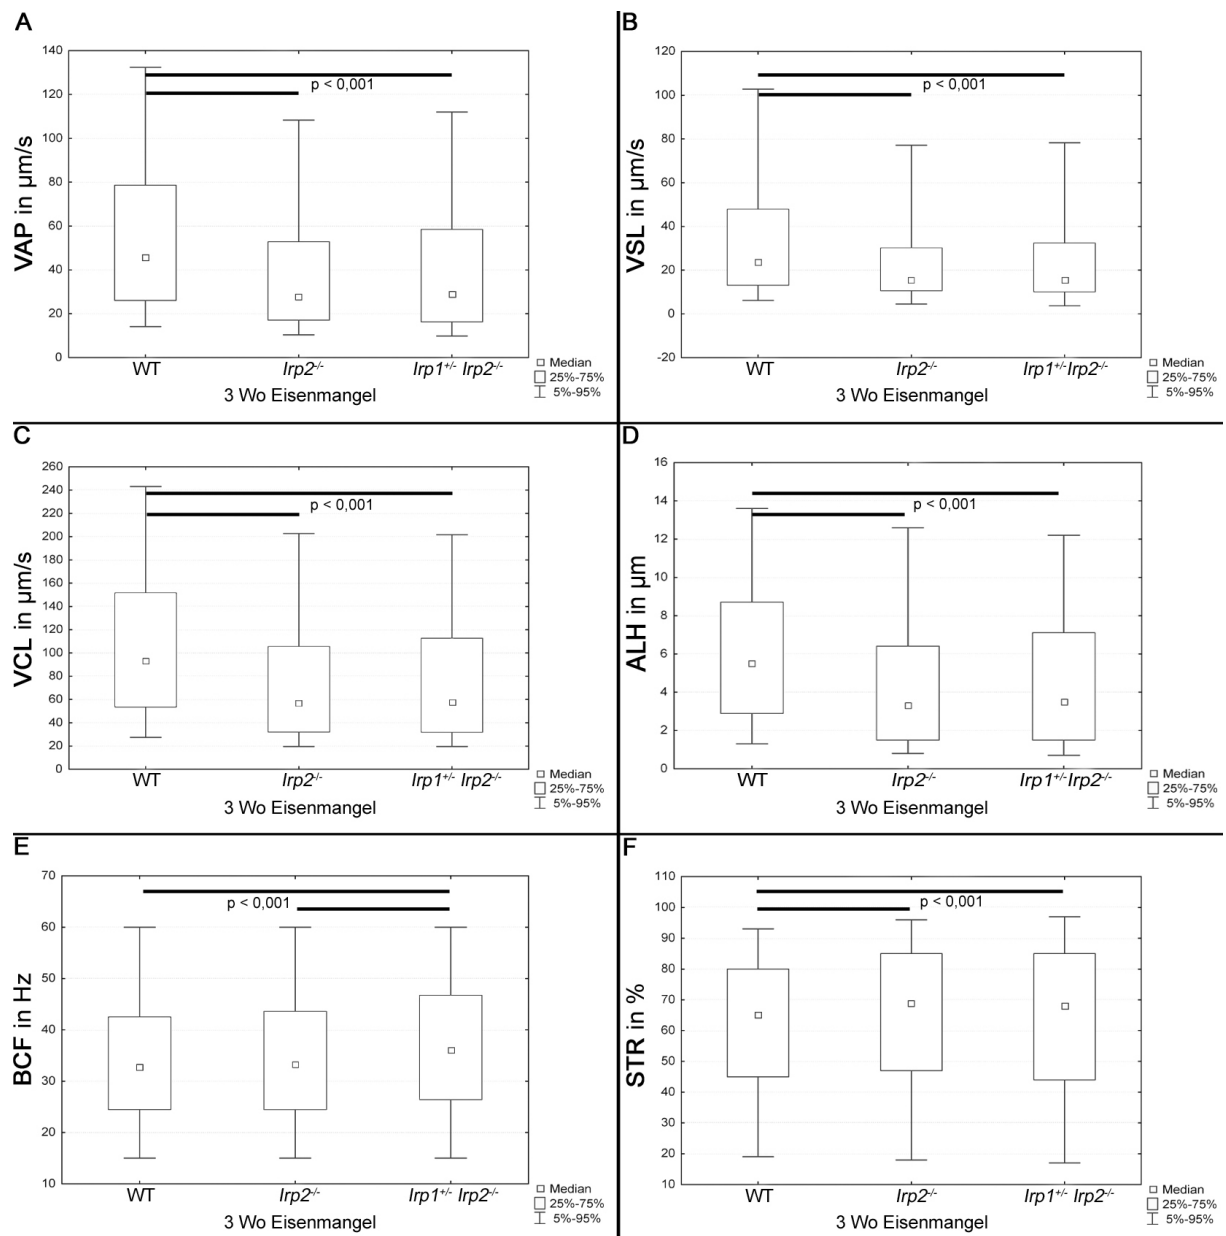 A
VAP in µm/s
140
120
100
80
60
40
20
0
p < 0,001
WT
Irp2-/-
Irp1+/- Irp2-/-
3 Wo Eisenmangel
Median
25%-75%
5%-95%
B
VSL in µm/s
120
100
80
60
40
20
0
-20
p < 0,001
WT
Irp2-/-
Irp1+/-Irp2-/-
3 Wo Eisenmangel
Median
25%-75%
5%-95%
C
VCL in µm/s
260
240
220
200
180
160
140
120
100
80
60
40
20
0
p < 0,001
WT
Irp2-/-
Irp1+/- Irp2-/-
3 Wo Eisenmangel
Median
25%-75%
5%-95%
D
ALH in µm
16
14
12
10
8
6
4
2
0
p < 0,001
WT
Irp2-/-
Irp1+/-Irp2-/-
3 Wo Eisenmangel
Median
25%-75%
5%-95%
E
BCF in Hz
70
60
50
40
30
20
10
p < 0,001
WT
Irp2-/-
Irp1+/- Irp2-/-
3 Wo Eisenmangel
Median
25%-75%
5%-95%
F
STR in %
110
100
90
80
70
60
50
40
30
20
10
p < 0,001
WT
Irp2-/-
Irp1+/- Irp2-/-
3 Wo Eisenmangel
Median
25%-75%
5%-95%